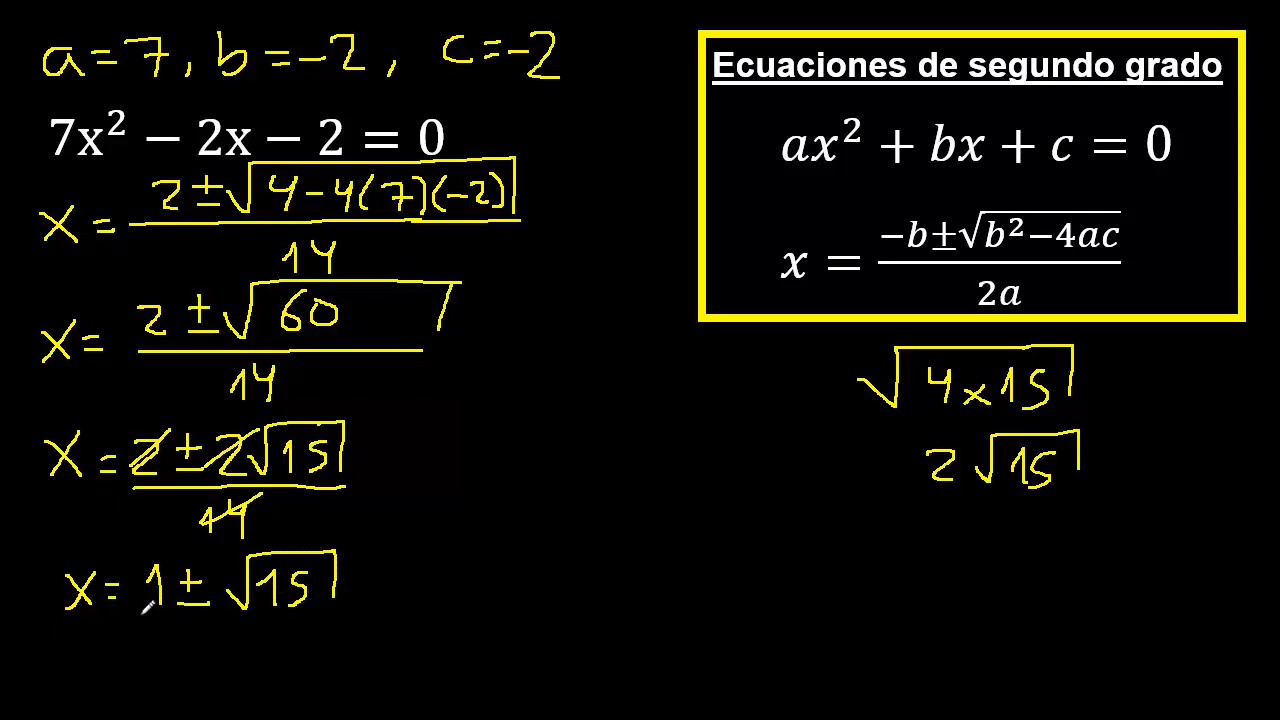 a=7, b=-2, c=-2
7x² − 2x − 2 = 0
x = (2 ± √(4-4(7)(-2))) / 14
x = (2 ± √60) / 14
x = (2 ± 2√15) / 14
x = 1 ± √15
Ecuaciones de segundo grado
ax² + bx + c = 0
x = (−b±√(b²−4ac)) / 2a
√(4x15)
2√15